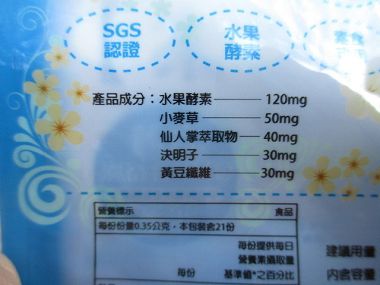 SGS
認證
水果
酵素
素食
產品成分：水果酵素 120mg
小麥草 50mg
仙人掌萃取物 40mg
決明子 30mg
黃豆纖維 30mg
營養標示 食品
每份份量0.35公克，本包裝含21份
每份提供每日
營養素攝取量
每份 基準值*之百分比
建議用量
內容容量